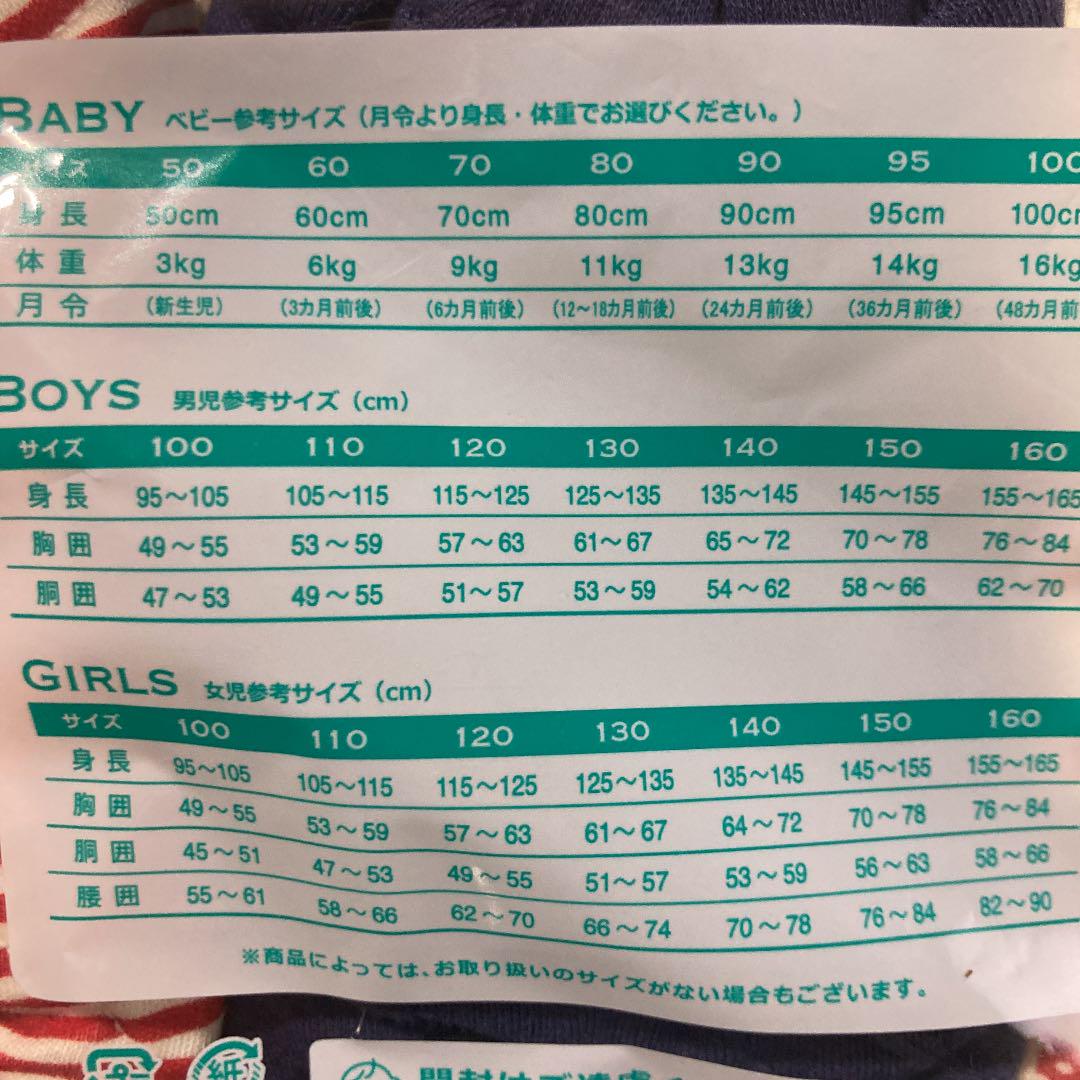 BABY ベビー参考サイズ（月令より身長・体重でお選びください。）
サイズ 50 60 70 80 90 95 100
身長 50cm 60cm 70cm 80cm 90cm 95cm 100cm
体重 3kg 6kg 9kg 11kg 13kg 14kg 16kg
月令 （新生児） （3カ月前後） （6カ月前後） （12〜18カ月前後） （24カ月前後） （36カ月前後） （48カ月前
BOYS 男児参考サイズ（cm）
サイズ 100 110 120 130 140 150 160
身長 95〜105 105〜115 115〜125 125〜135 135〜145 145〜155 155〜165
胸囲 49〜55 53〜59 57〜63 61〜67 65〜72 70〜78 76〜84
胴囲 47〜53 49〜55 51〜57 53〜59 54〜62 58〜66 62〜70
GIRLS 女児参考サイズ（cm）
サイズ 100 110 120 130 140 150 160
身長 95〜105 105〜115 115〜125 125〜135 135〜145 145〜155 155〜165
胸囲 49〜55 53〜59 57〜63 61〜67 64〜72 70〜78 76〜84
胴囲 45〜51 47〜53 49〜55 51〜57 53〜59 56〜63 58〜66
腰囲 55〜61 58〜66 62〜70 66〜74 70〜78 76〜84 82〜90
※商品によっては、お取り扱いのサイズがない場合もございます。
紙
開封はご遠慮